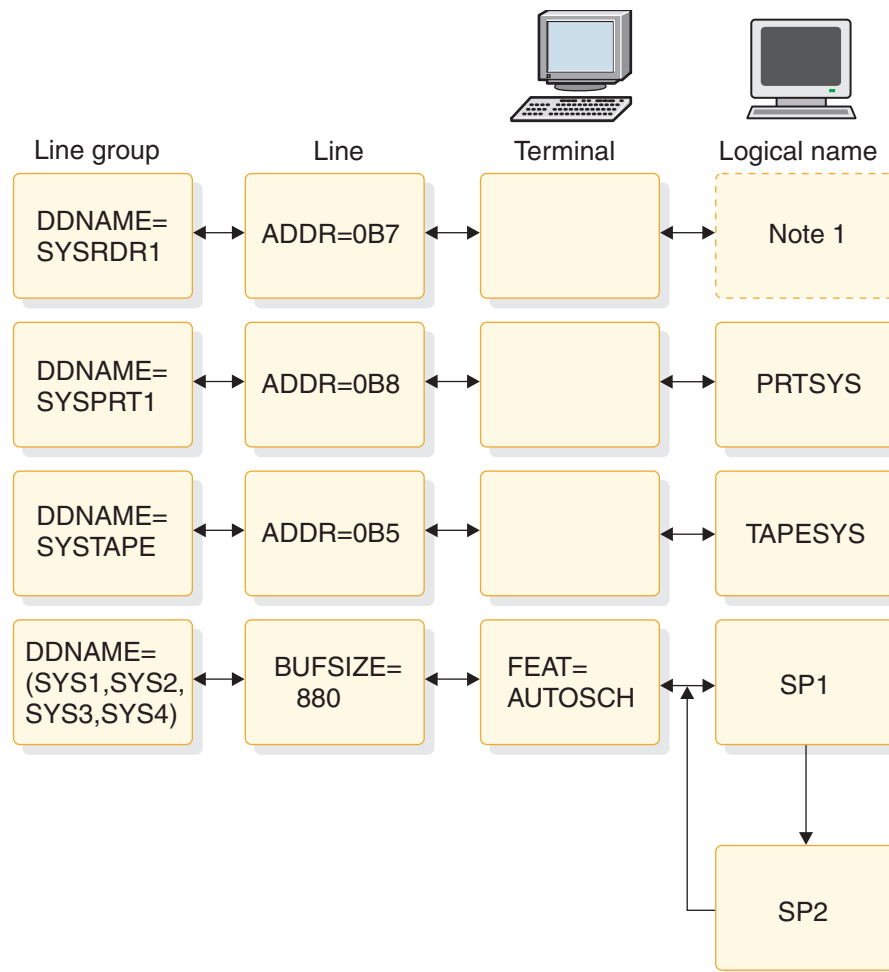 Line group
Line
Terminal
Logical name
DDNAME=
SYSRDR1
ADDR=0B7
Note 1
DDNAME=
SYSPRT1
ADDR=0B8
PRTSYS
DDNAME=
SYSTAPE
ADDR=0B5
TAPESYS
DDNAME=
(SYS1,SYS2,
SYS3,SYS4)
BUFSIZE=
880
FEAT=
AUTOSCH
SP1
SP2